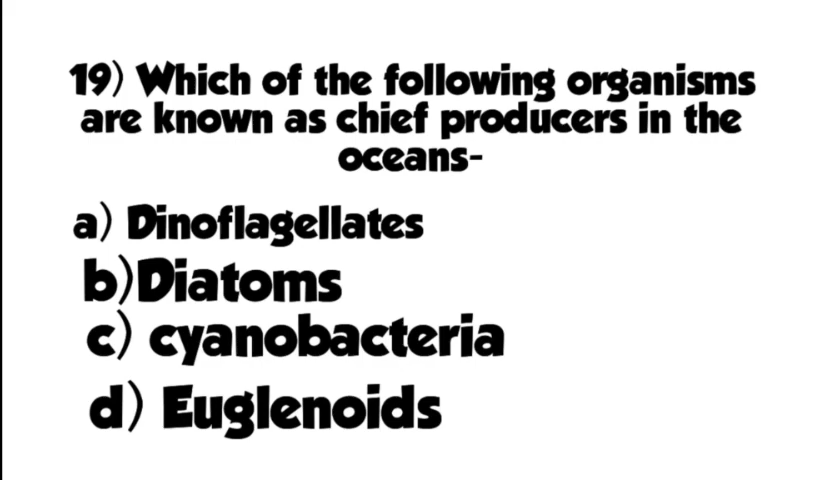 19) Which of the following organisms
are known as chief producers in the
oceans-
a) Dinoflagellates
b)Diatoms
c) cyanobacteria
d) Euglenoids